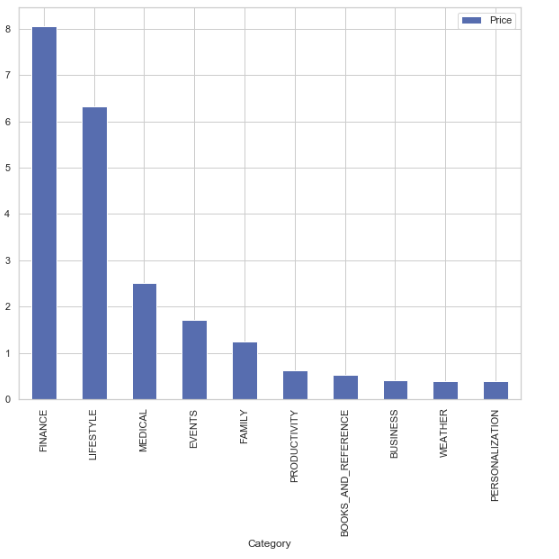 Price
8
7
6
5
4
3
2
1
0
FINANCE
LIFESTYLE
MEDICAL
EVENTS
FAMILY
PRODUCTIVITY
BOOKS_AND_REFERENCE
BUSINESS
WEATHER
PERSONALIZATION
Category